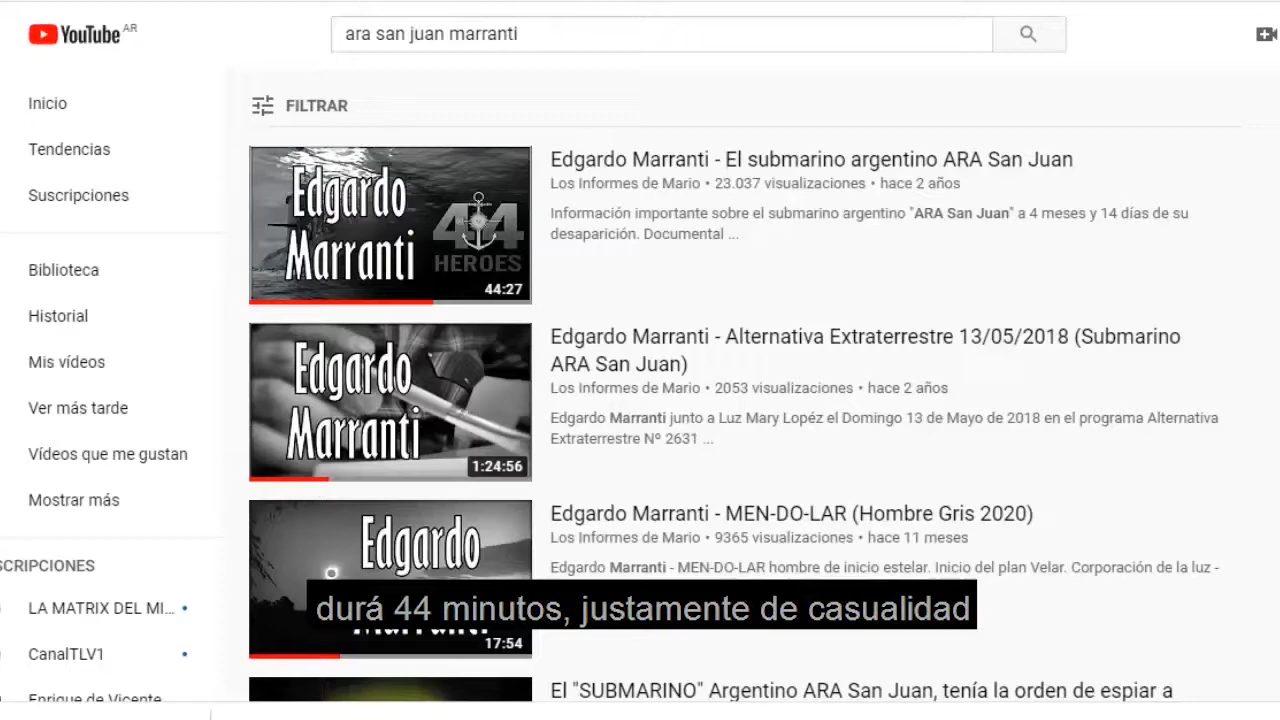 YouTube AR
ara san juan marranti
Inicio
Tendencias
Suscripciones
Biblioteca
Historial
Mis vídeos
Ver más tarde
Vídeos que me gustan
Mostrar más
SCRIPCIONES
LA MATRIX DEL MI...
CanalTLV1
Enrique de Vicente
FILTRAR
Edgardo
Marranti
44
HEROES
44:27
Edgardo Marranti - El submarino argentino ARA San Juan
Los Informes de Mario • 23.037 visualizaciones • hace 2 años
Información importante sobre el submarino argentino "ARA San Juan" a 4 meses y 14 días de su
desaparición. Documental ...
Edgardo
Marranti
1:24:56
Edgardo Marranti - Alternativa Extraterrestre 13/05/2018 (Submarino
ARA San Juan)
Los Informes de Mario • 2053 visualizaciones • hace 2 años
Edgardo Marranti junto a Luz Mary Lopéz el Domingo 13 de Mayo de 2018 en el programa Alternativa
Extraterrestre Nº 2631 ...
Edgardo
17:54
Edgardo Marranti - MEN-DO-LAR (Hombre Gris 2020)
Los Informes de Mario • 9365 visualizaciones • hace 11 meses
Edgardo Marranti - MEN-DO-LAR hombre de inicio estelar. Inicio del plan Velar. Corporación de la luz -
durá 44 minutos, justamente de casualidad
El "SUBMARINO" Argentino ARA San Juan, tenía la orden de espiar a